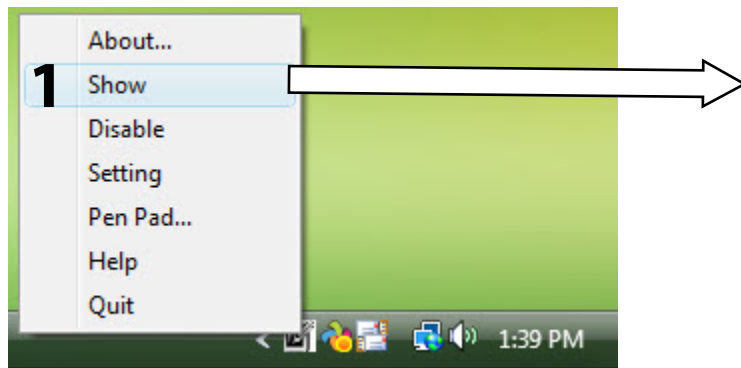 About...
1 Show
Disable
Setting
Pen Pad...
Help
Quit
< 1:39 PM